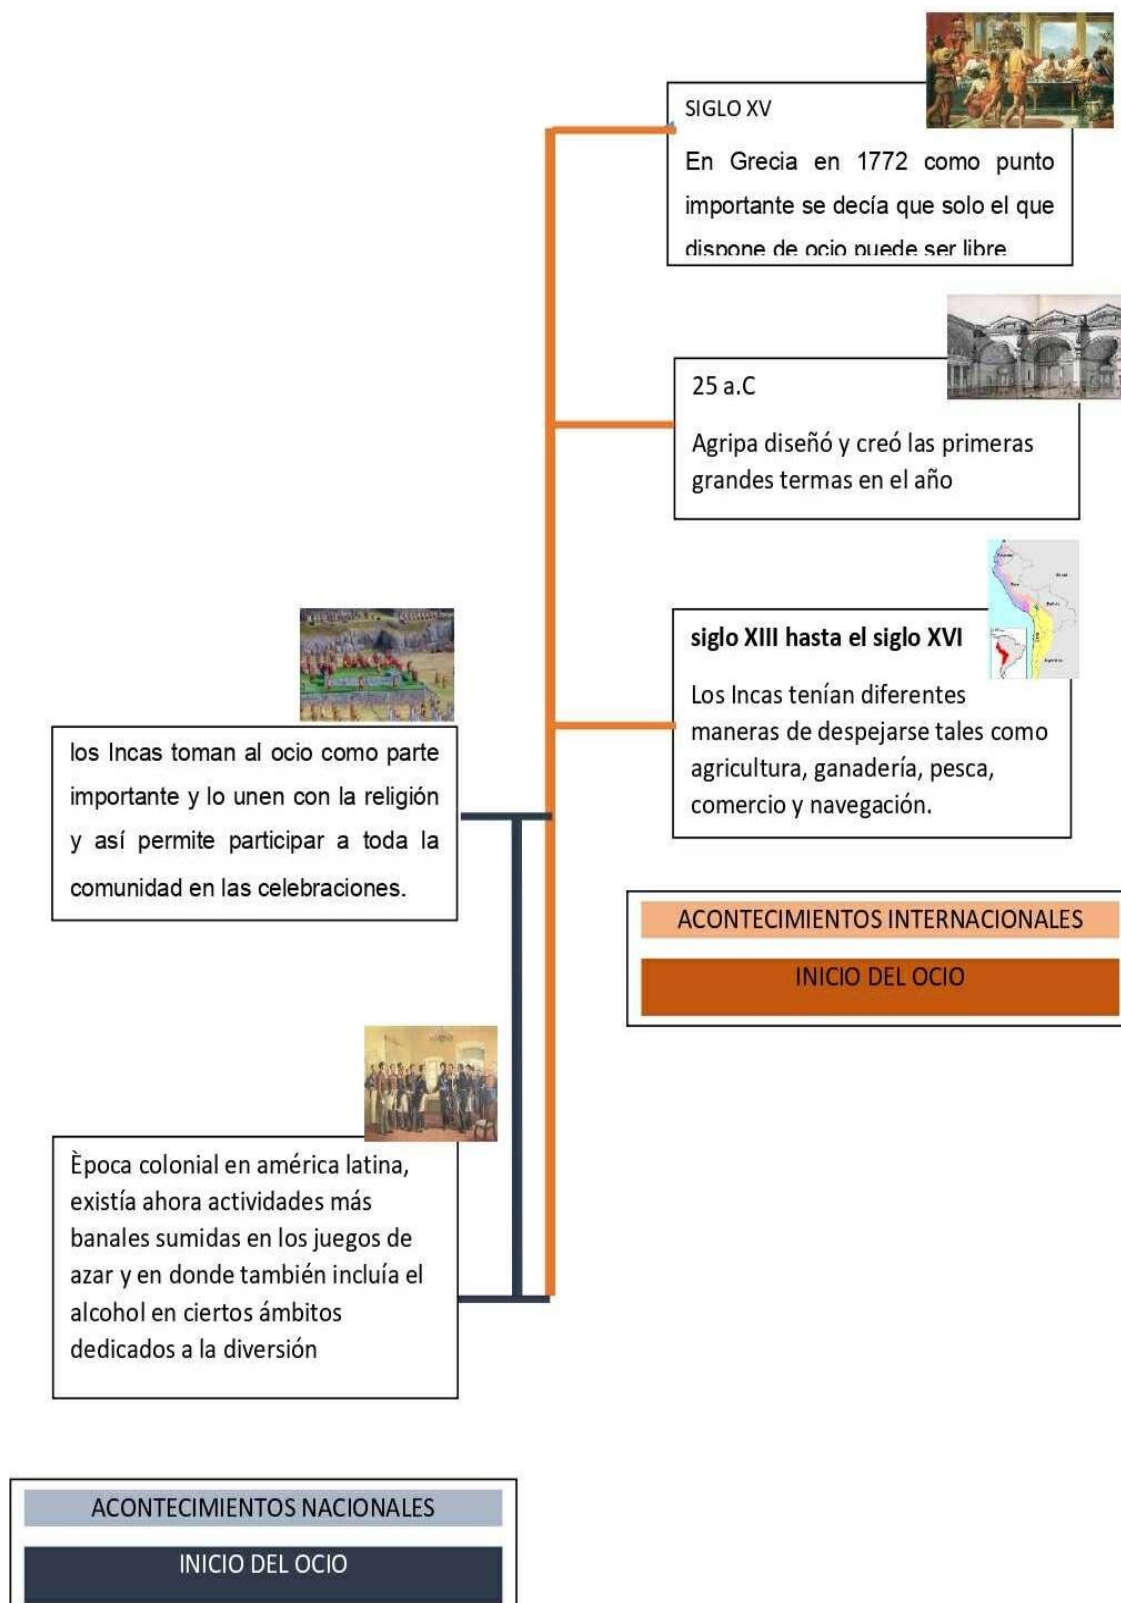 SIGLO XV
En Grecia en 1772 como punto
importante se decía que solo el que
dispone de ocio puede ser libre
25 a.C
Agripa diseñó y creó las primeras
grandes termas en el año
siglo XIII hasta el siglo XVI
Los Incas tenían diferentes
maneras de despejarse tales como
agricultura, ganadería, pesca,
comercio y navegación.
los Incas toman al ocio como parte
importante y lo unen con la religión
y así permite participar a toda la
comunidad en las celebraciones.
ACONTECIMIENTOS INTERNACIONALES
INICIO DEL OCIO
Època colonial en américa latina,
existía ahora actividades más
banales sumidas en los juegos de
azar y en donde también incluía el
alcohol en ciertos ámbitos
dedicados a la diversión
ACONTECIMIENTOS NACIONALES
INICIO DEL OCIO